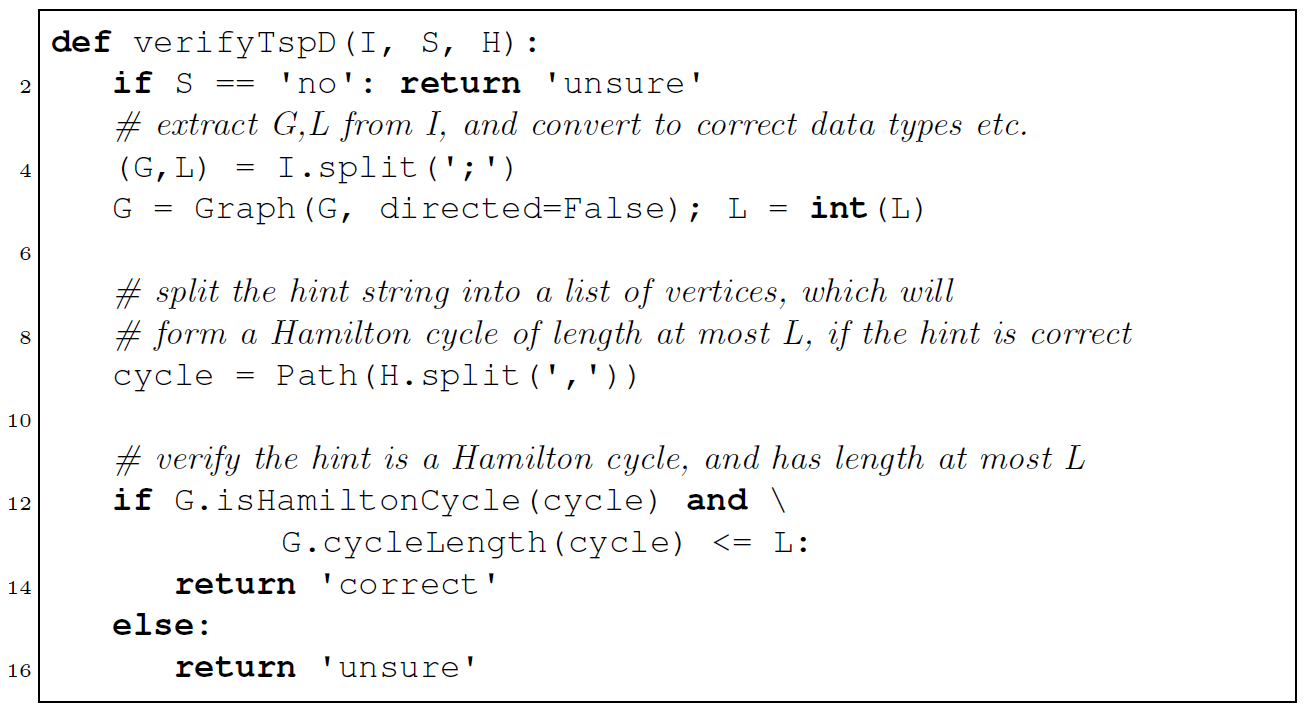 def verifyTspD(I, S, H):
2 if S == 'no': return 'unsure'
# extract G,L from I, and convert to correct data types etc.
4 (G,L) = I.split(';')
G = Graph(G, directed=False); L = int(L)
6
# split the hint string into a list of vertices, which will
8 # form a Hamilton cycle of length at most L, if the hint is correct
cycle = Path(H.split(','))
10
# verify the hint is a Hamilton cycle, and has length at most L
12 if G.isHamiltonCycle(cycle) and \
G.cycleLength(cycle) <= L:
14 return 'correct'
else:
16 return 'unsure'